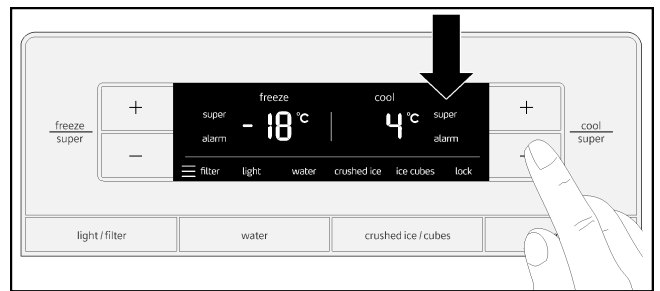 freeze
super
+
−
freeze cool
super - 18 °C 4 °C super
alarm alarm
filter light water crushed ice ice cubes lock
+
−
cool
super
light / filter water crushed ice / cubes